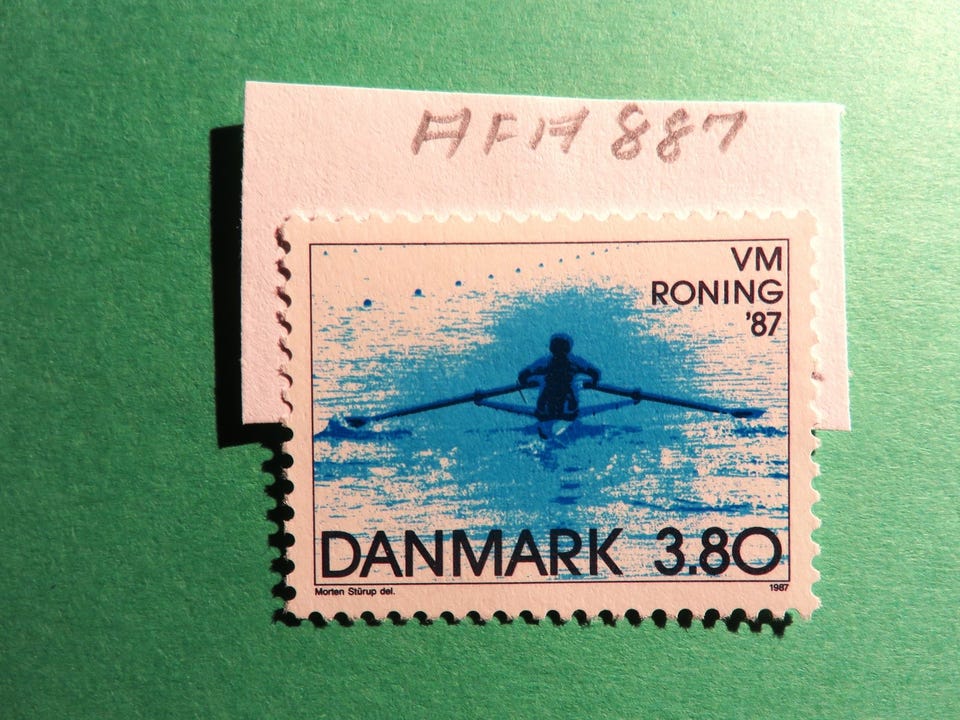 AFA 887
VM
RONING
'87
DANMARK 3.80
Morten Stürup del. 1987